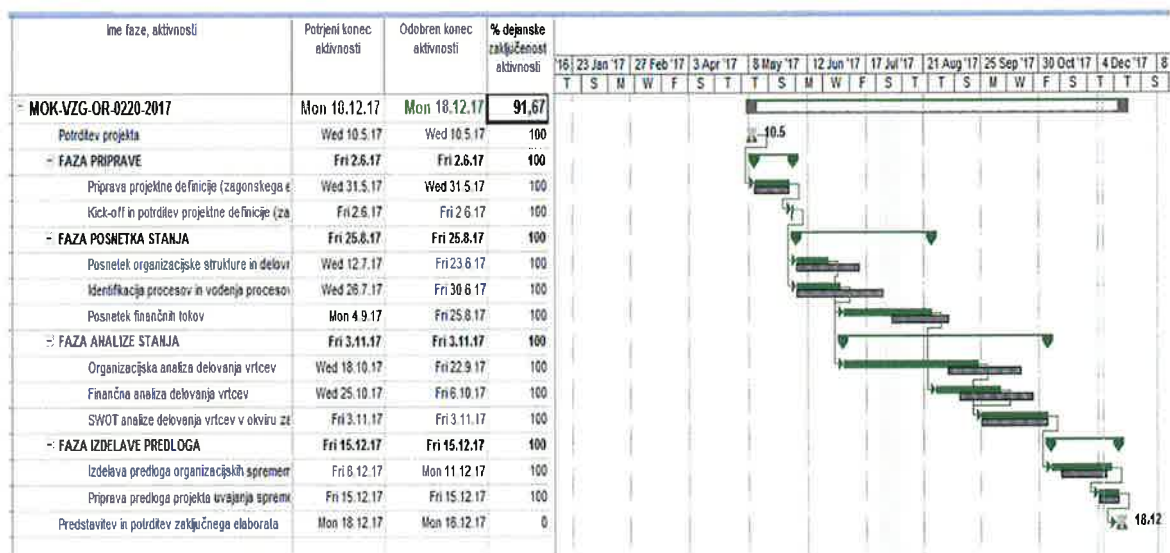 Ime faze, aktivnosti Potrjeni konec aktivnosti Odobren konec aktivnosti % dejanske zaključenost aktivnosti
'16 23 Jan '17 27 Feb '17 3 Apr '17 8 May '17 12 Jun '17 17 Jul '17 21 Aug '17 25 Sep '17 30 Oct '17 4 Dec '17 8
T S M W F S T T S M W F S T T S M W F S T T S
MOK-VZG-OR-0220-2017 Mon 18.12.17 Mon 18.12.17 91,67
Potrditev projekta Wed 10.5.17 Wed 10.5.17 100 10.5
- FAZA PRIPRAVE Fri 2.6.17 Fri 2.6.17 100
Priprava projektne definicije (zagonskega e Wed 31.5.17 Wed 31.5.17 100
Kick-off in potrditev projektne definicije (za Fri 2.6.17 Fri 2.6.17 100
- FAZA POSNETKA STANJA Fri 25.8.17 Fri 25.8.17 100
Posnetek organizacijske strukture in delovn Wed 12.7.17 Fri 23.6.17 100
Identifikacija procesov in vodenja procesov Wed 26.7.17 Fri 30.6.17 100
Posnetek finančnih tokov Mon 4.9.17 Fri 25.8.17 100
- FAZA ANALIZE STANJA Fri 3.11.17 Fri 3.11.17 100
Organizacijska analiza delovanja vrtcev Wed 18.10.17 Fri 22.9.17 100
Finančna analiza delovanja vrtcev Wed 25.10.17 Fri 6.10.17 100
SWOT analize delovanja vrtcev v okviru za Fri 3.11.17 Fri 3.11.17 100
- FAZA IZDELAVE PREDLOGA Fri 15.12.17 Fri 15.12.17 100
Izdelava predloga organizacijskih spremem Fri 8.12.17 Mon 11.12.17 100
Priprava predloga projekta uvajanja spreme Fri 15.12.17 Fri 15.12.17 100
Predstavitev in potrditev zaključnega elaborata Mon 18.12.17 Mon 18.12.17 0 18.12